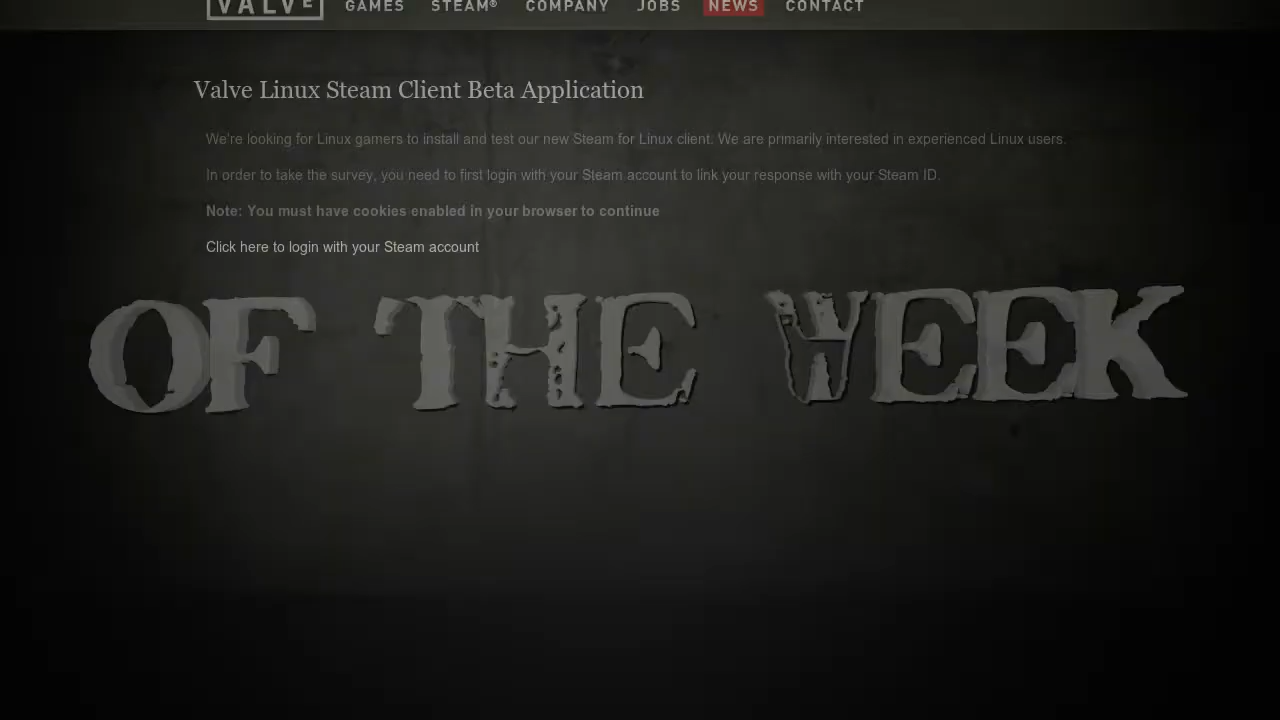 VALVE GAMES STEAM® COMPANY JOBS NEWS CONTACT
Valve Linux Steam Client Beta Application
We're looking for Linux gamers to install and test our new Steam for Linux client. We are primarily interested in experienced Linux users.
In order to take the survey, you need to first login with your Steam account to link your response with your Steam ID.
Note: You must have cookies enabled in your browser to continue
Click here to login with your Steam account
OF THE WEEK